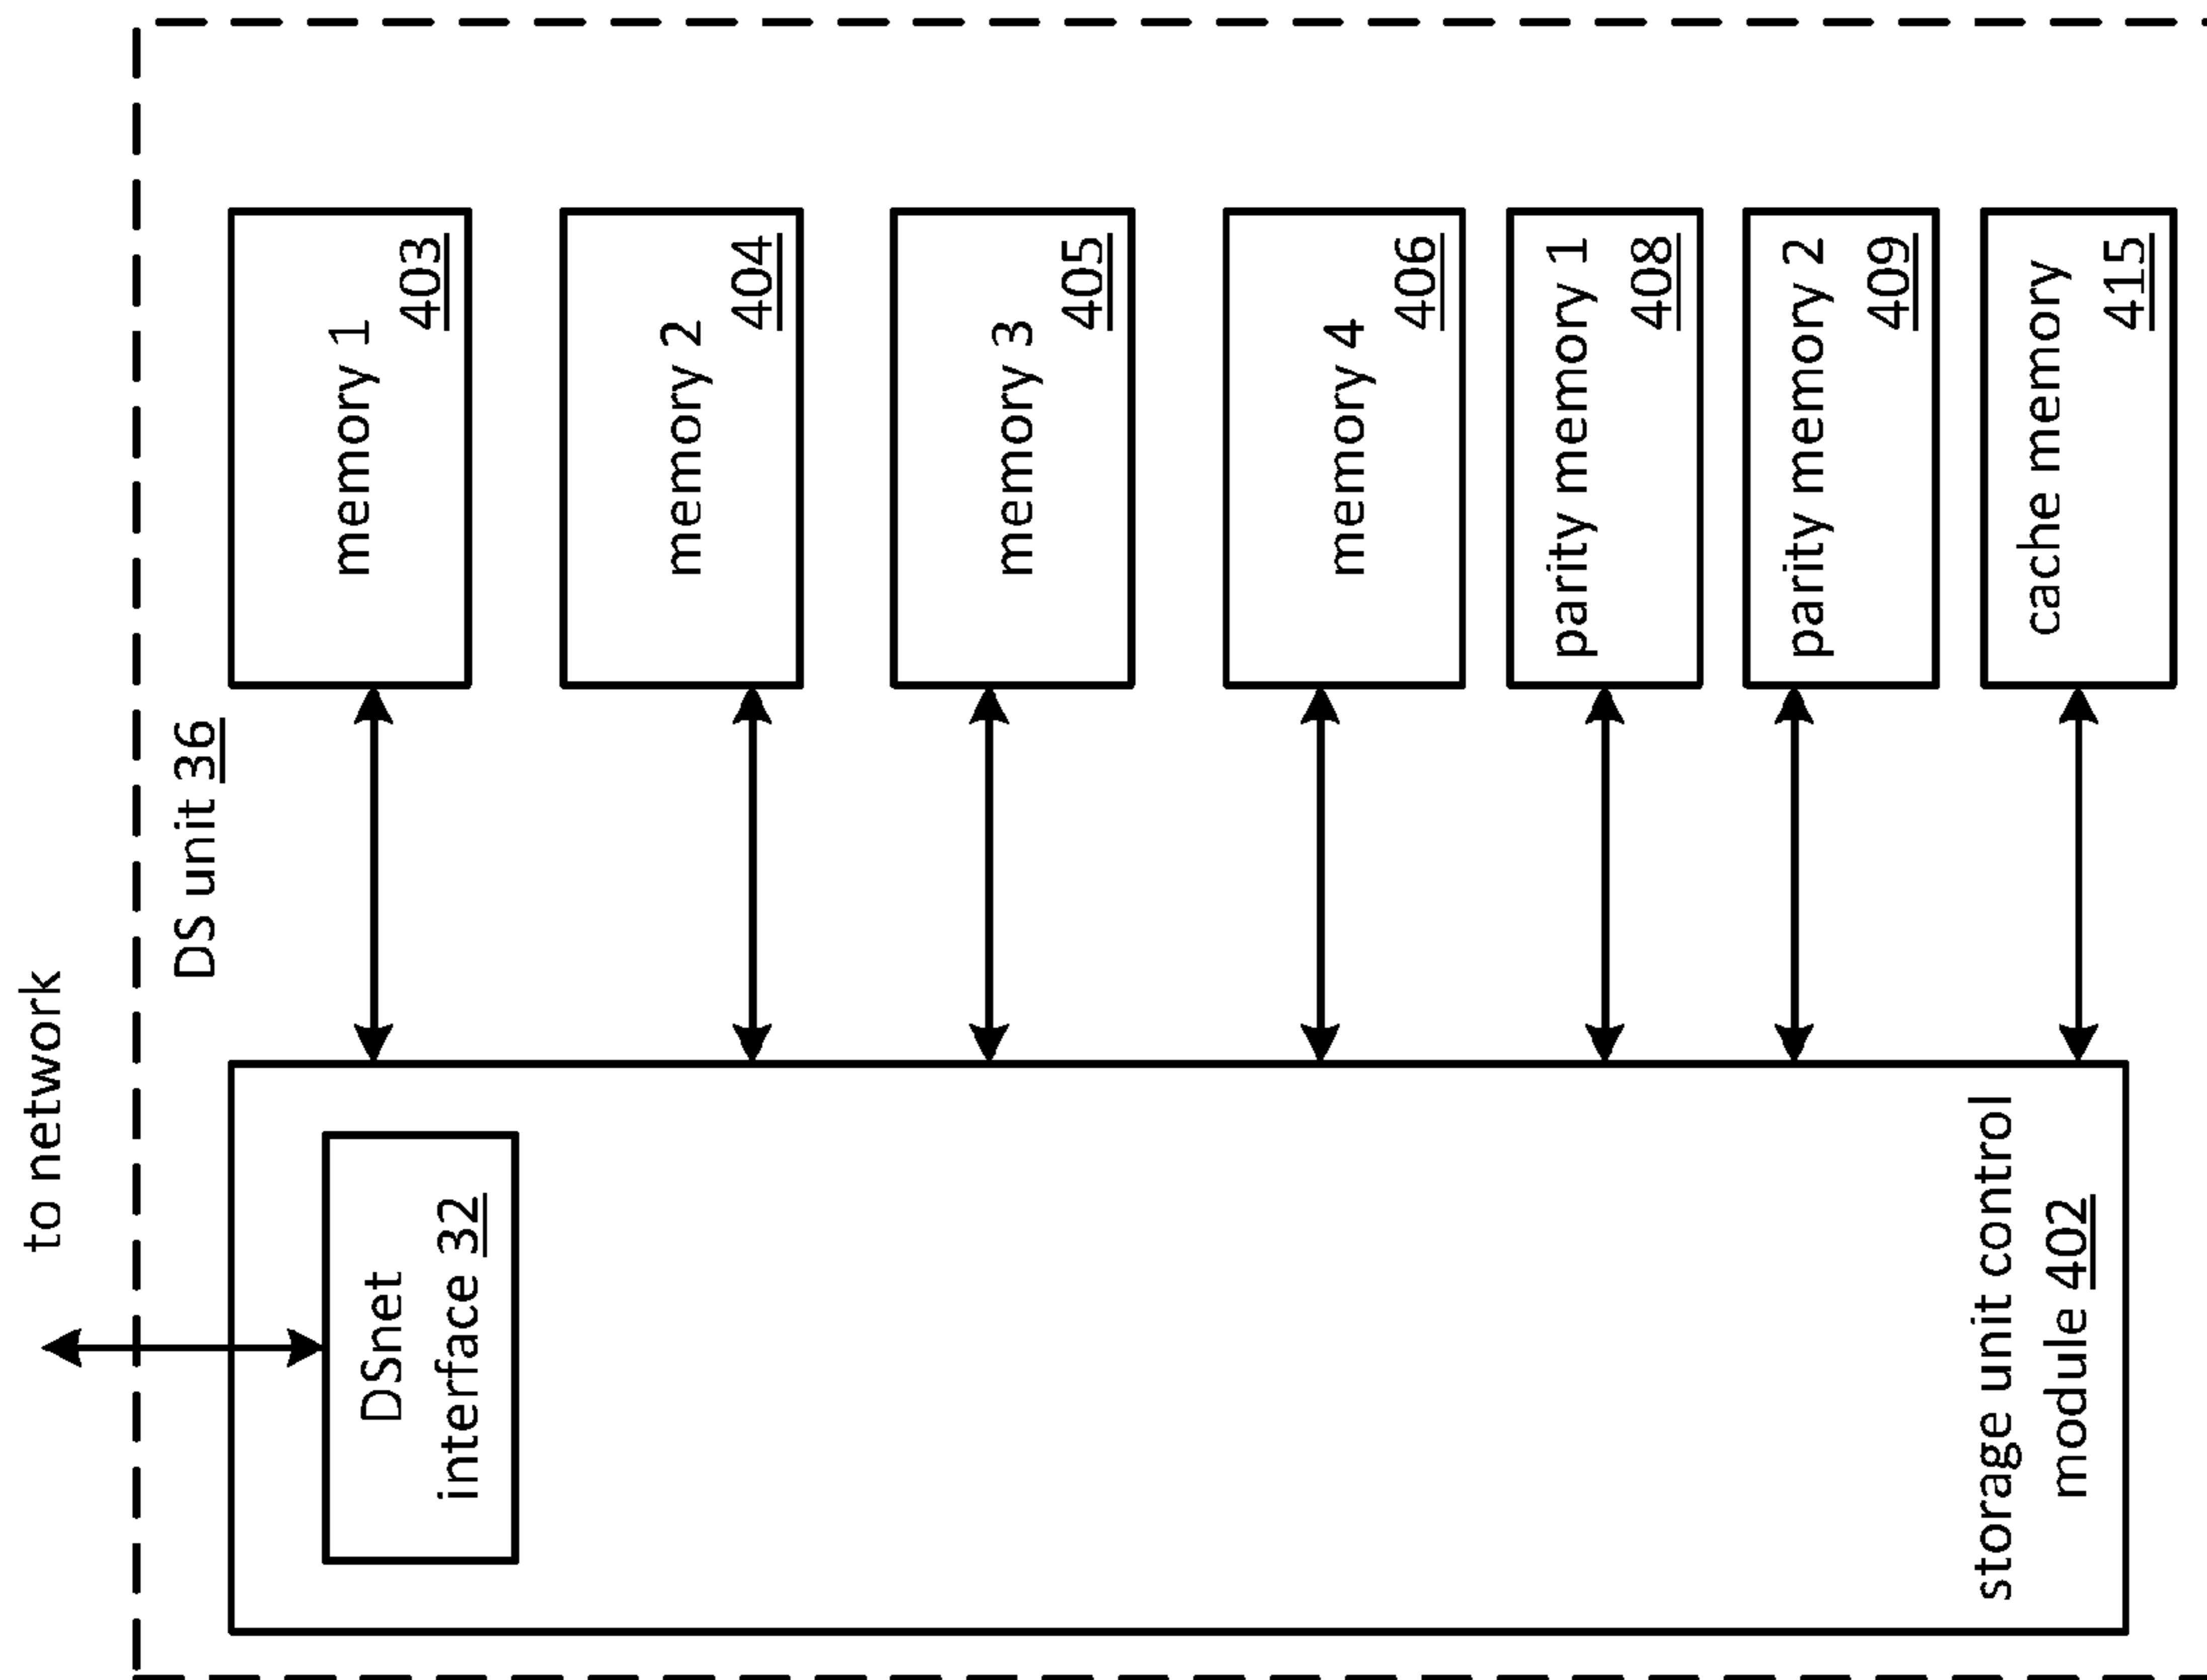 to network
DS unit 36
DSnet
interface 32
storage unit control
module 402
memory 1
403
memory 2
404
memory 3
405
memory 4
406
parity memory 1
408
parity memory 2
409
cache memory
415